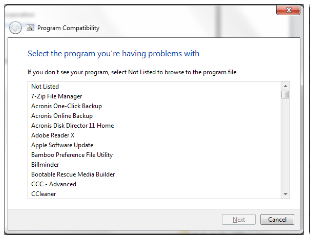 Program Compatibility
Select the program you're having problems with
If you don't see your program, select Not Listed to browse to the program file
Not Listed
7-Zip File Manager
Acronis One-Click Backup
Acronis Online Backup
Acronis Disk Director 11 Home
Adobe Reader X
Apple Software Update
Bamboo Preference File Utility
Billminder
Bootable Rescue Media Builder
CCC - Advanced
CCleaner
Next
Cancel